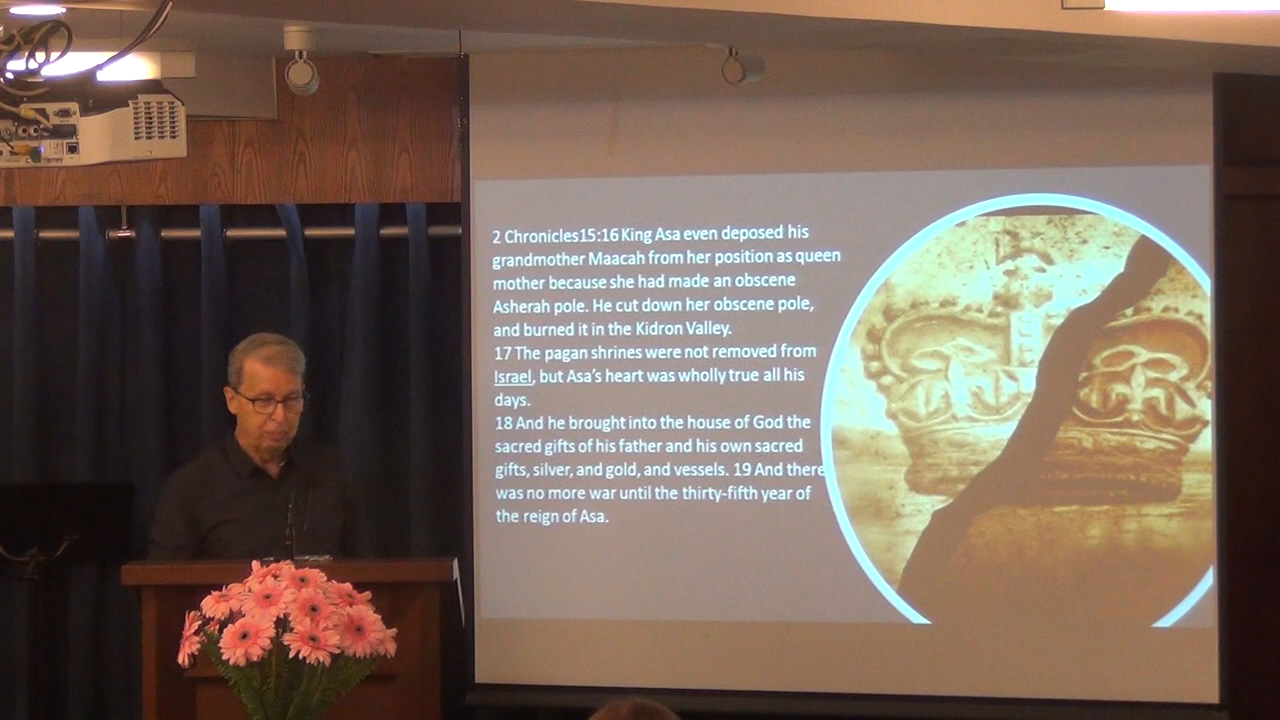 2 Chronicles15:16 King Asa even deposed his
grandmother Maacah from her position as queen
mother because she had made an obscene
Asherah pole. He cut down her obscene pole,
and burned it in the Kidron Valley.
17 The pagan shrines were not removed from
Israel, but Asa's heart was wholly true all his
days.
18 And he brought into the house of God the
sacred gifts of his father and his own sacred
gifts, silver, and gold, and vessels. 19 And there
was no more war until the thirty-fifth year of
the reign of Asa.